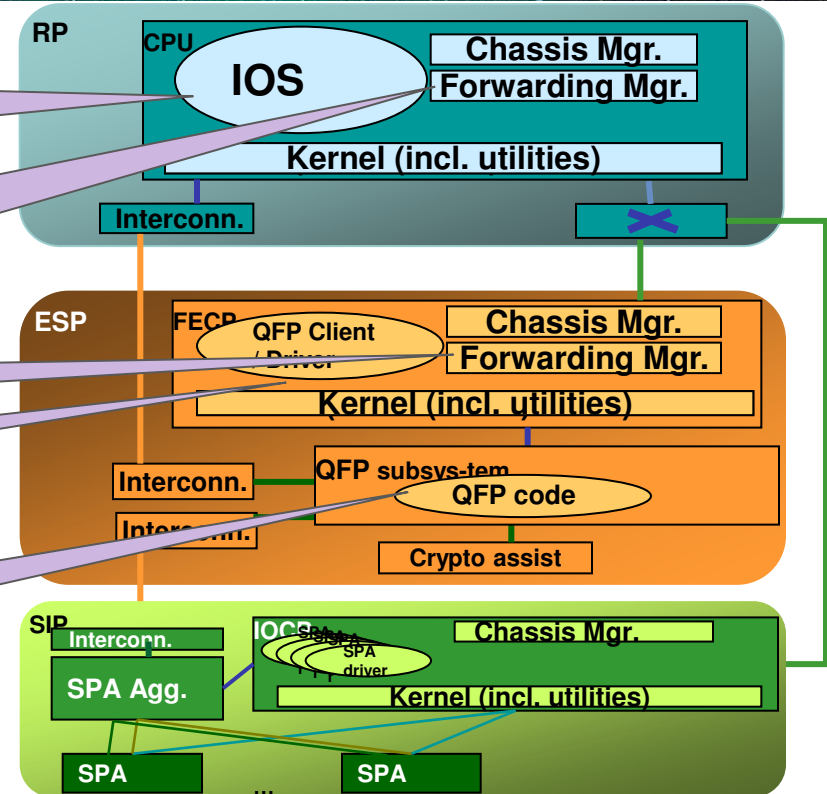 RP
CPU
IOS
Chassis Mgr.
Forwarding Mgr.
Kernel (incl. utilities)
Interconn.
ESP
FECP
QFP Client
/ Driver
Chassis Mgr.
Forwarding Mgr.
Kernel (incl. utilities)
QFP subsys-tem
QFP code
Interconn.
Interconn.
Crypto assist
SIP
Interconn.
IOCP
SPA
driver
Chassis Mgr.
SPA Agg.
Kernel (incl. utilities)
SPA
SPA
...